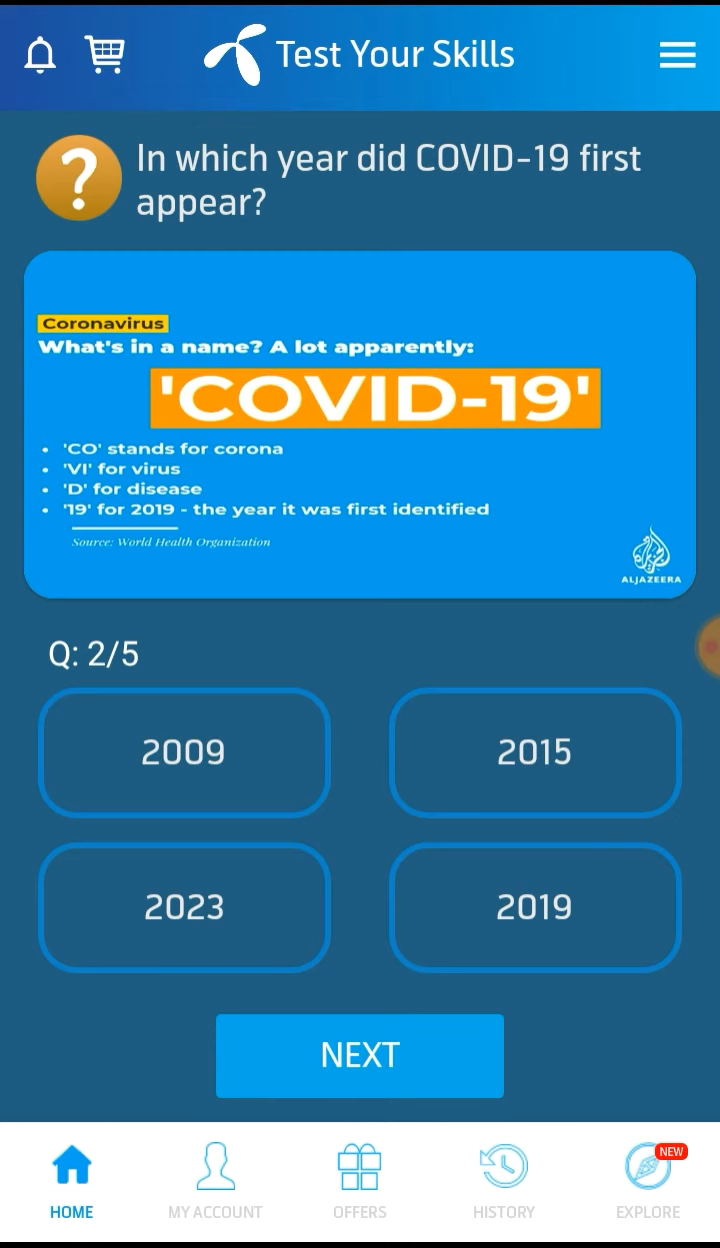 Test Your Skills
In which year did COVID-19 first
appear?
Coronavirus
What's in a name? A lot apparently:
'COVID-19'
• 'CO' stands for corona
• 'VI' for virus
• 'D' for disease
• '19' for 2019 - the year it was first identified
Source: World Health Organization
ALJAZEERA
Q: 2/5
2009
2015
2023
2019
NEXT
NEW
HOME
MY ACCOUNT
OFFERS
HISTORY
EXPLORE